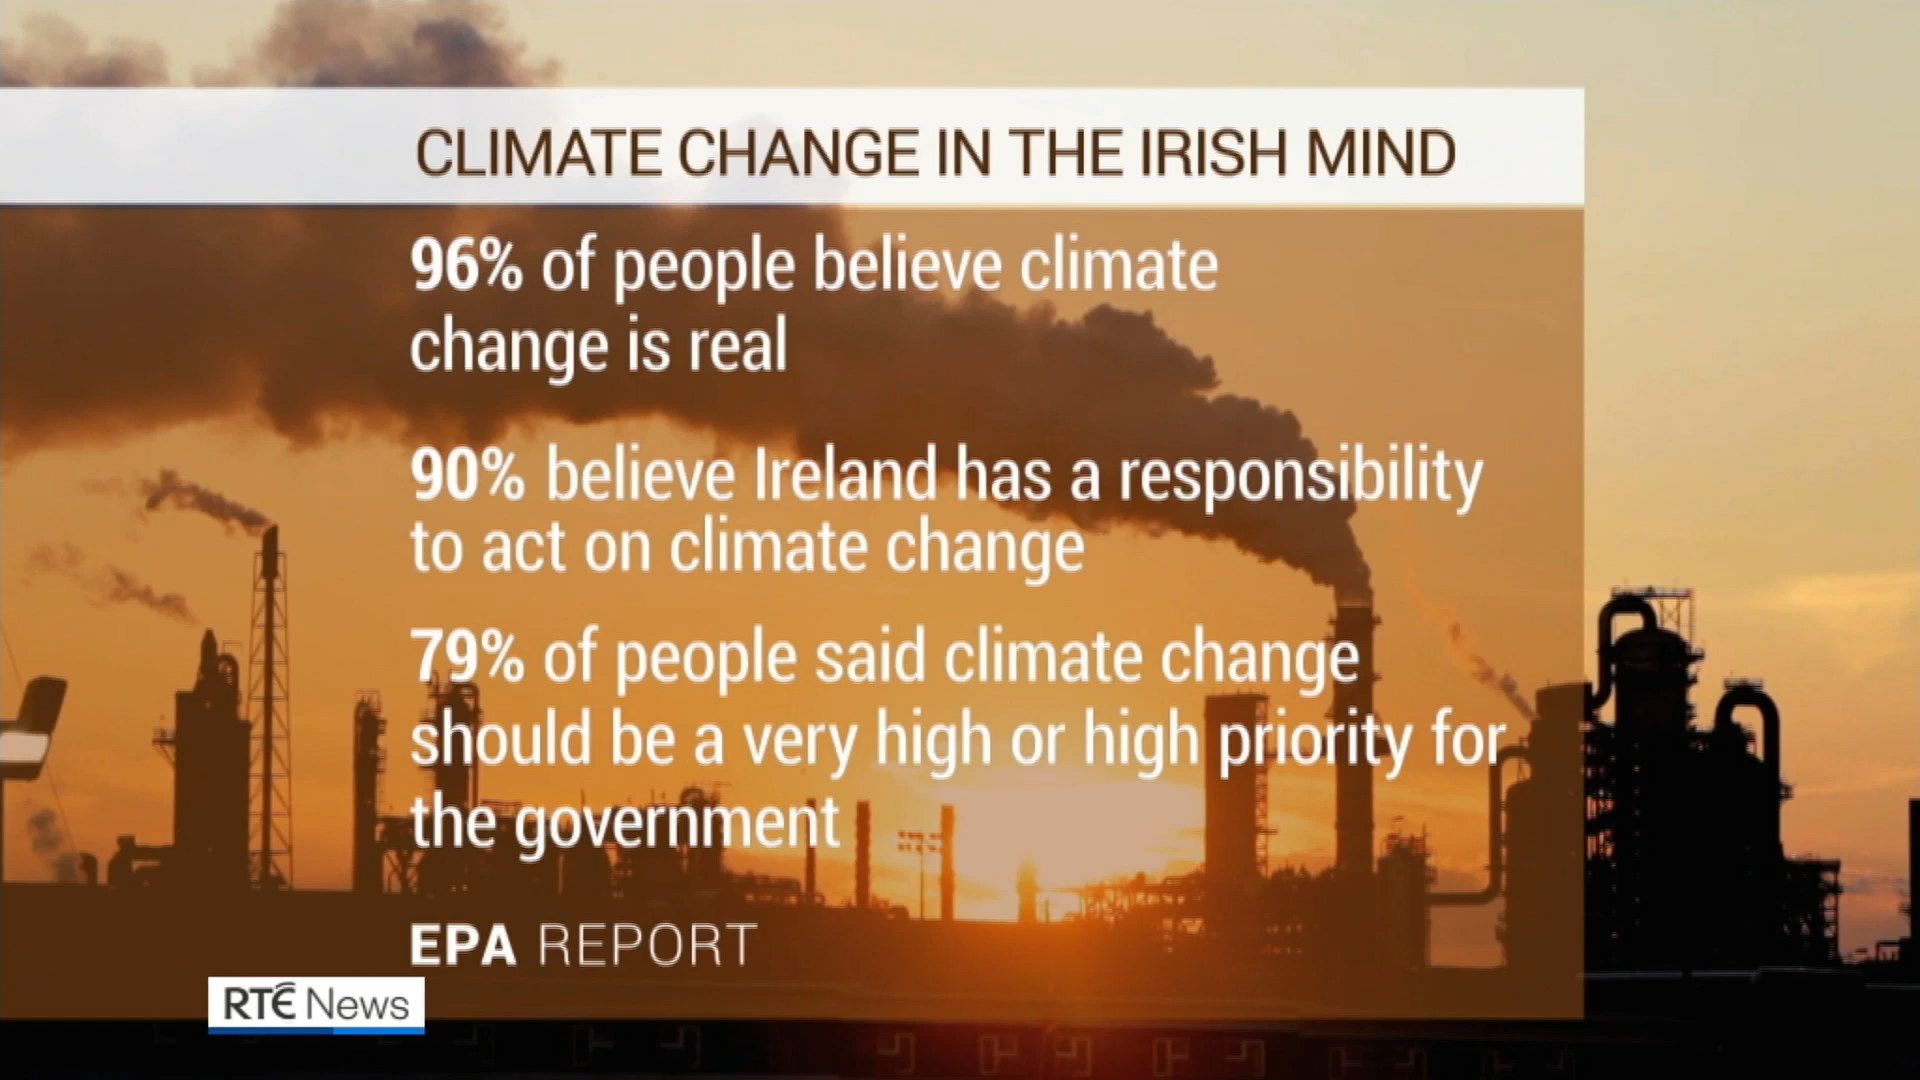 CLIMATE CHANGE IN THE IRISH MIND
96% of people believe climate
change is real
90% believe Ireland has a responsibility
to act on climate change
79% of people said climate change
should be a very high or high priority for
the government
EPA REPORT
RTÉ News